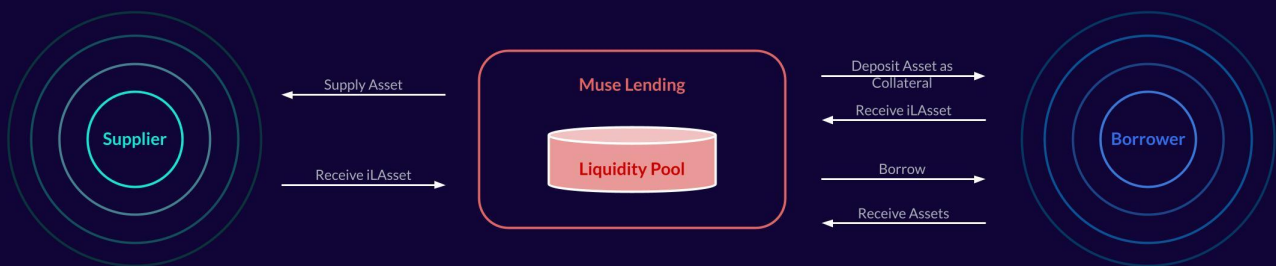 Supplier
Supply Asset
Receive iLAsset
Muse Lending
Liquidity Pool
Deposit Asset as
Collateral
Receive iLAsset
Borrow
Receive Assets
Borrower